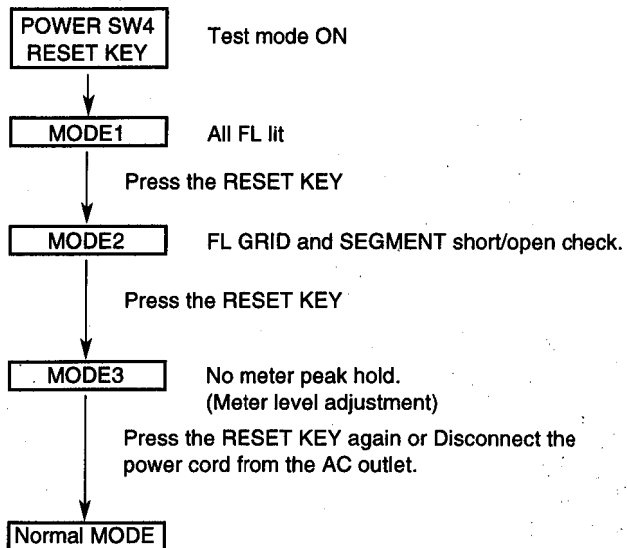 POWER SW4
RESET KEY
Test mode ON
MODE1
All FL lit
Press the RESET KEY
MODE2
FL GRID and SEGMENT short/open check.
Press the RESET KEY
MODE3
No meter peak hold.
(Meter level adjustment)
Press the RESET KEY again or Disconnect the
power cord from the AC outlet.
Normal MODE